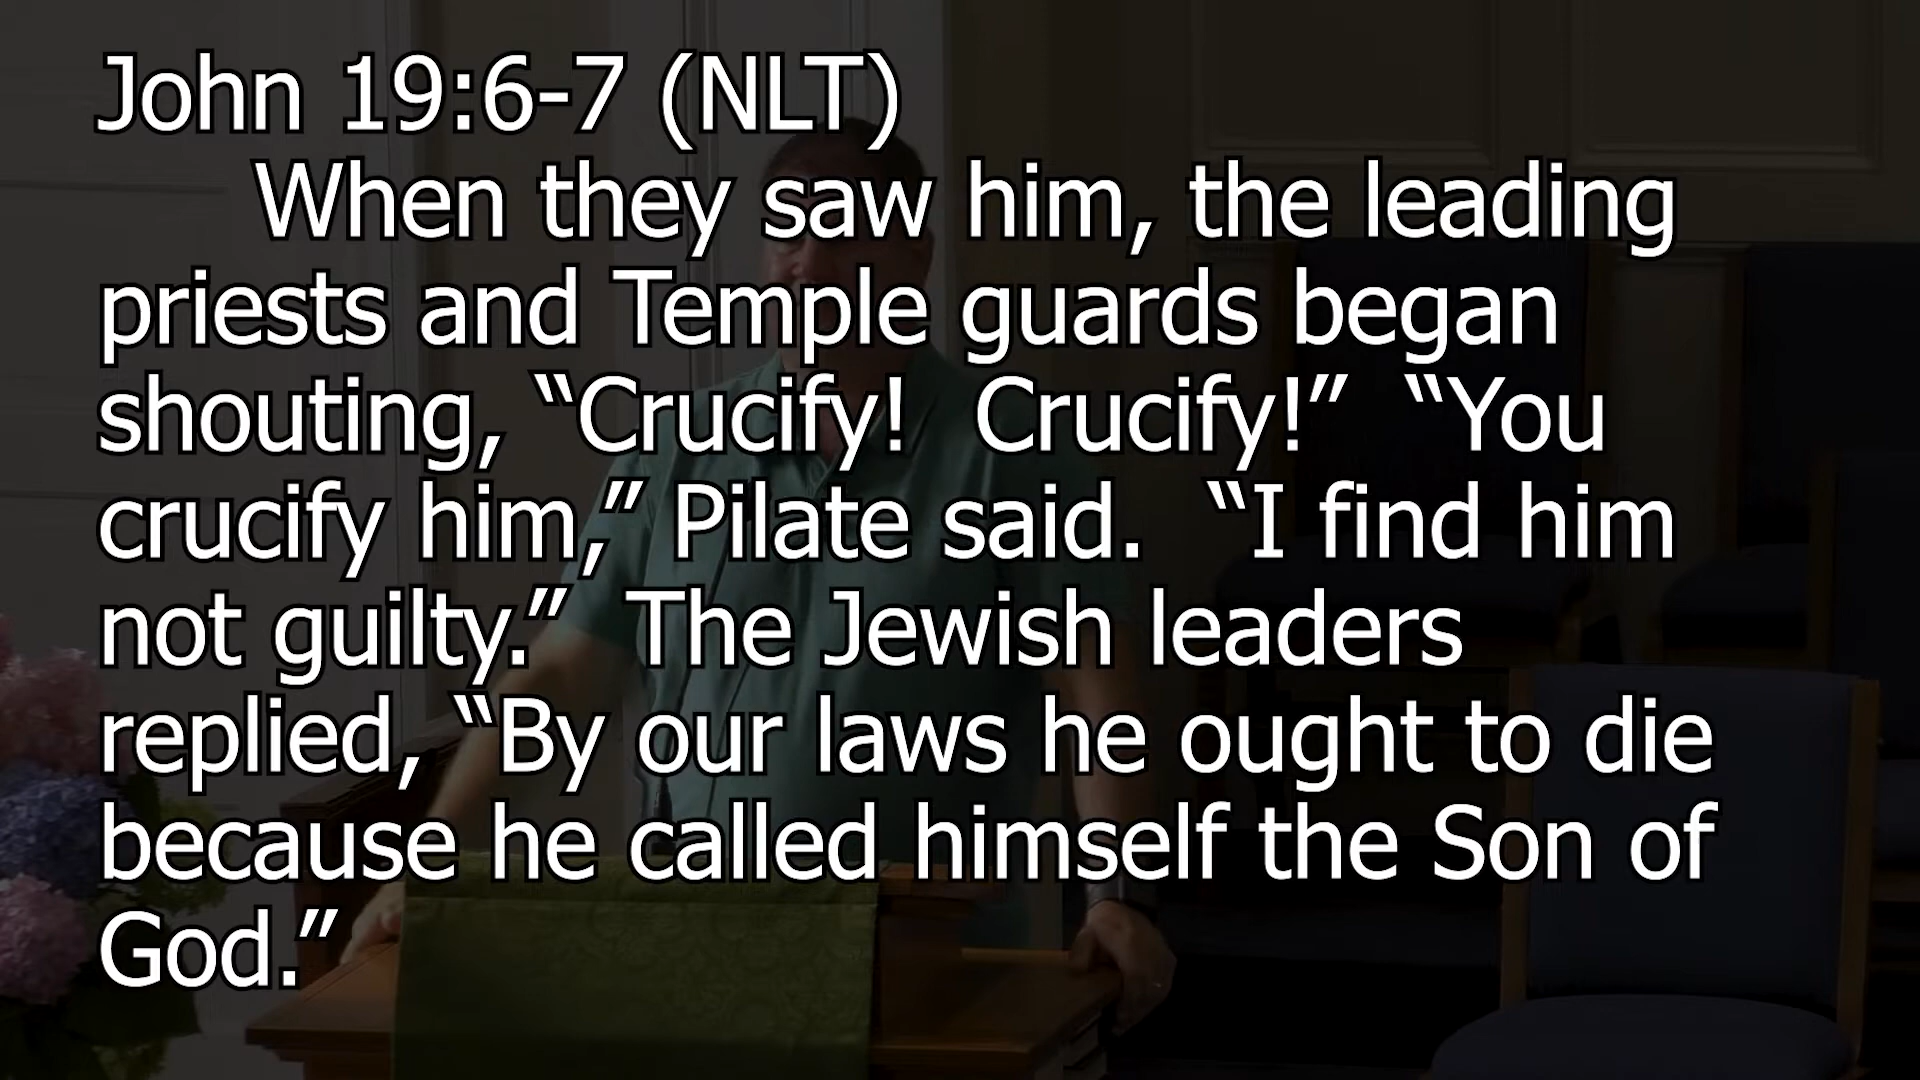 John 19:6-7 (NLT)
When they saw him, the leading
priests and Temple guards began
shouting, “Crucify!  Crucify!”  “You
crucify him,” Pilate said.  “I find him
not guilty.”  The Jewish leaders
replied, “By our laws he ought to die
because he called himself the Son of
God.”